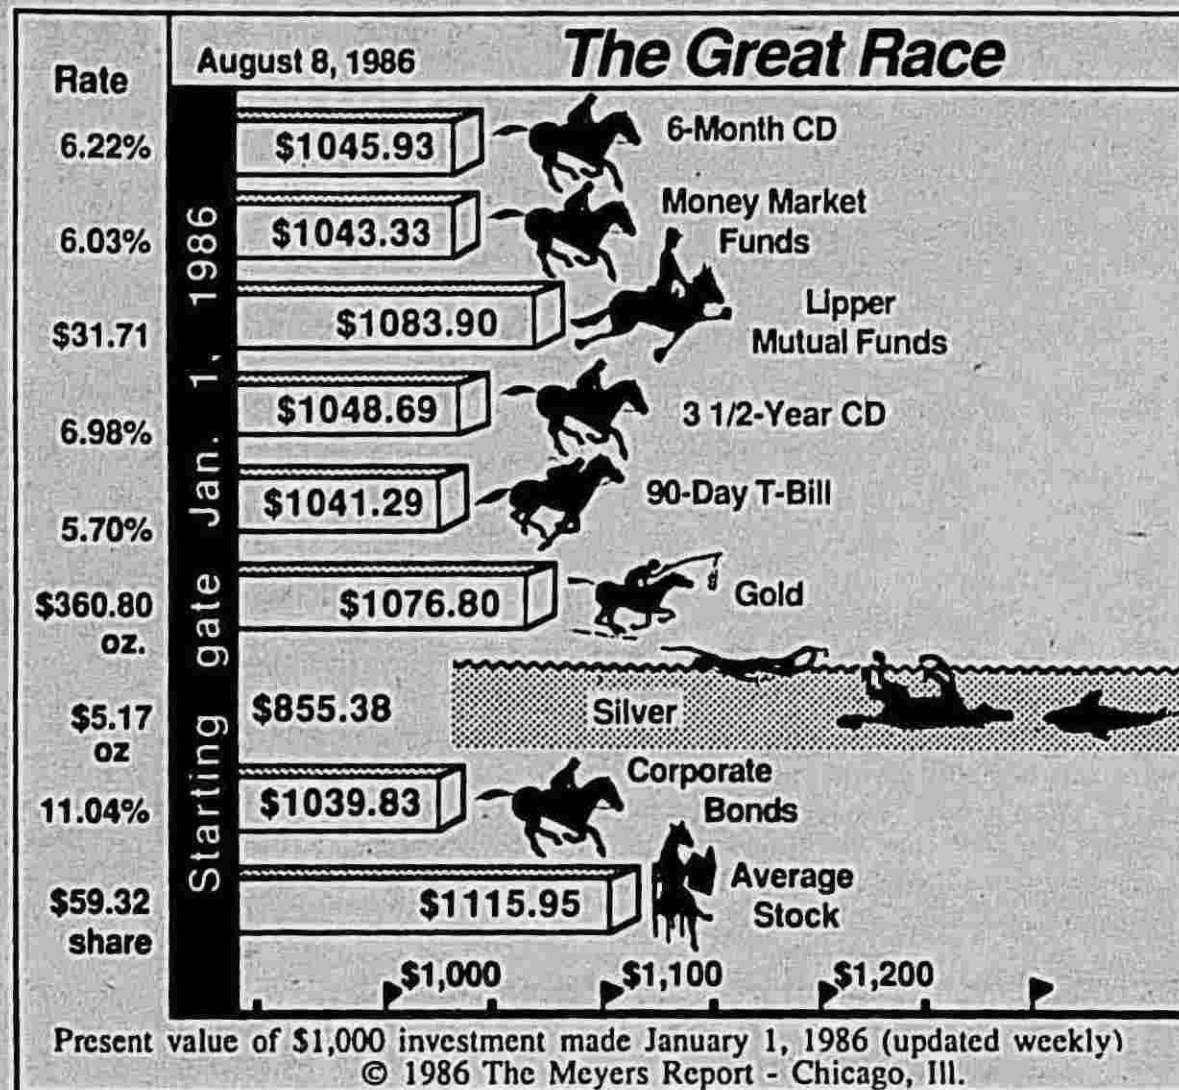 August 8, 1986
The Great Race
Rate
Starting gate Jan. 1, 1986
6.22%
$1045.93
6-Month CD
6.03%
$1043.33
Money Market
Funds
$31.71
$1083.90
Lipper
Mutual Funds
6.98%
$1048.69
3 1/2-Year CD
5.70%
$1041.29
90-Day T-Bill
$360.80
oz.
$1076.80
Gold
$5.17
oz
$855.38
Silver
11.04%
$1039.83
Corporate
Bonds
$59.32
share
$1115.95
Average
Stock
$1,000 $1,100 $1,200
Present value of $1,000 investment made January 1, 1986 (updated weekly)
© 1986 The Meyers Report - Chicago, Ill.